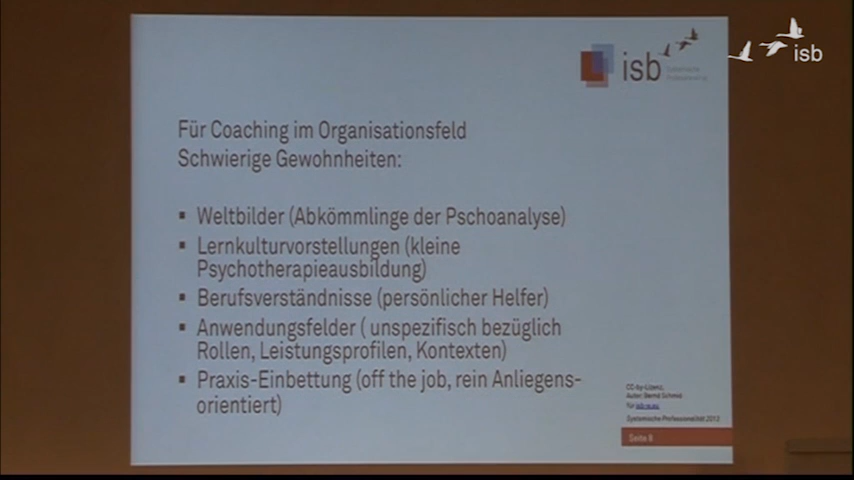 isb
isb
Für Coaching im Organisationsfeld
Schwierige Gewohnheiten:
▪ Weltbilder (Abkömmlinge der Pschoanalyse)
▪ Lernkulturvorstellungen (kleine
Psychotherapieausbildung)
▪ Berufsverständnisse (persönlicher Helfer)
▪ Anwendungsfelder ( unspezifisch bezüglich
Rollen, Leistungsprofilen, Kontexten)
▪ Praxis-Einbettung (off the job, rein Anliegens-
orientiert)
CC-by-Lizenz,
Autor: Bernd Schmid
für
Systemische Professionalität 2013
Seite 8